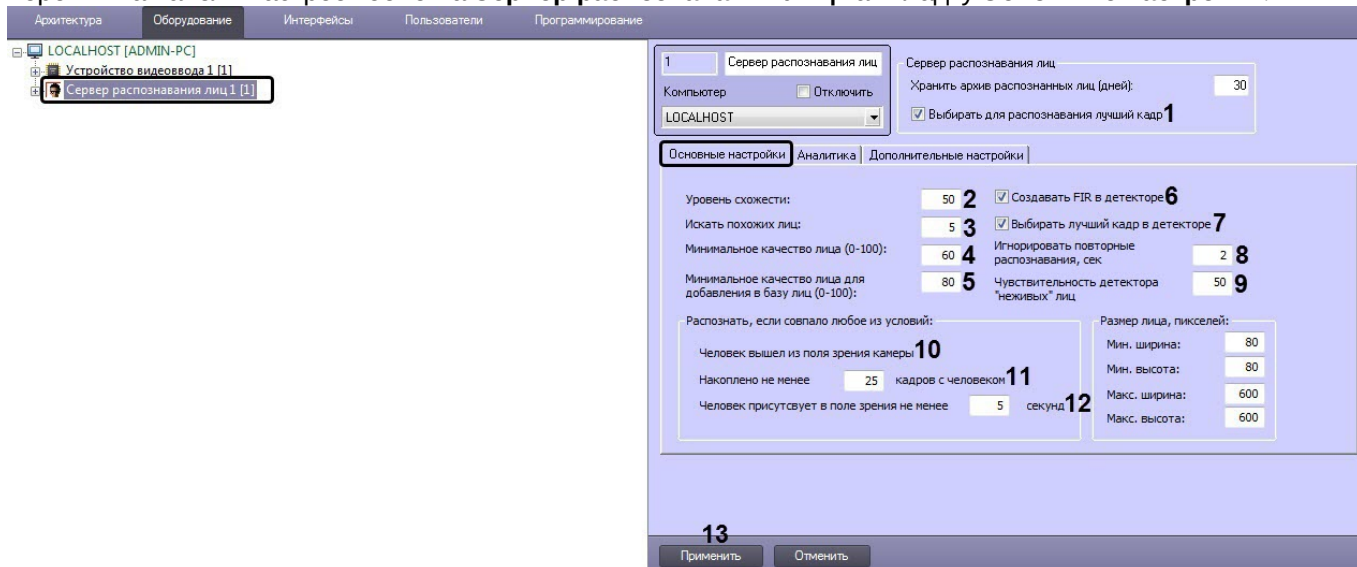 Архитектура Оборудование Интерфейсы Пользователи Программирование
LOCALHOST [ADMIN-PC]
Устройство видеоввода 1 [1]
Сервер распознавания лиц 1 [1]
1 Сервер распознавания лиц
Компьютер Отключить
LOCALHOST
Сервер распознавания лиц
Хранить архив распознанных лиц (дней): 30
Выбирать для распознавания лучший кадр 1
Основные настройки Аналитика Дополнительные настройки
Уровень схожести: 50 2
Искать похожих лиц: 5 3
Минимальное качество лица (0-100): 60 4
Минимальное качество лица для
добавления в базу лиц (0-100): 80 5
Создавать FIR в детекторе 6
Выбирать лучший кадр в детекторе 7
Игнорировать повторные
распознавания, сек 2 8
Чувствительность детектора
"неживых" лиц 50 9
Распознать, если совпало любое из условий:
Человек вышел из поля зрения камеры 10
Накоплено не менее 25 кадров с человеком 11
Человек присутсвует в поле зрения не менее 5 секунд 12
Размер лица, пикселей:
Мин. ширина: 80
Мин. высота: 80
Макс. ширина: 600
Макс. высота: 600
13
Применить Отменить